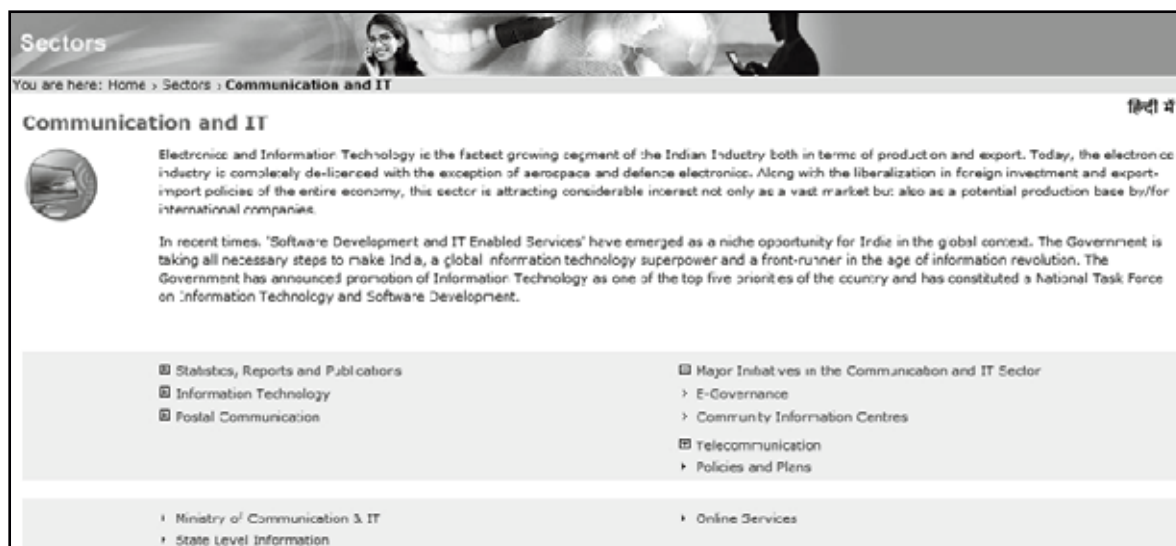 Sectors
You are here: Home › Sectors › Communication and IT
हिन्दी में
Communication and IT
Electronics and Information Technology is the fastest growing segment of the Indian Industry both in terms of production and export. Today, the electronics
industry is completely de-licenced with the exception of aerospace and defence electronics. Along with the liberalization in foreign investment and export-
import policies of the entire economy, this sector is attracting considerable interest not only as a vast market but also as a potential production base by/for
international companies.
In recent times. 'Software Development and IT Enabled Services' have emerged as a niche opportunity for India in the global context. The Government is
taking all necessary steps to make India, a global information technology superpower and a front-runner in the age of information revolution. The
Government has announced promotion of Information Technology as one of the top five priorities of the country and has constituted a National Task Force
on Information Technology and Software Development.
Statistics, Reports and Publications
Information Technology
Postal Communication
Major Initiatives in the Communication and IT Sector
› E-Governance
› Community Information Centres
Telecommunication
Policies and Plans
Ministry of Communication & IT
State Level Information
Online Services